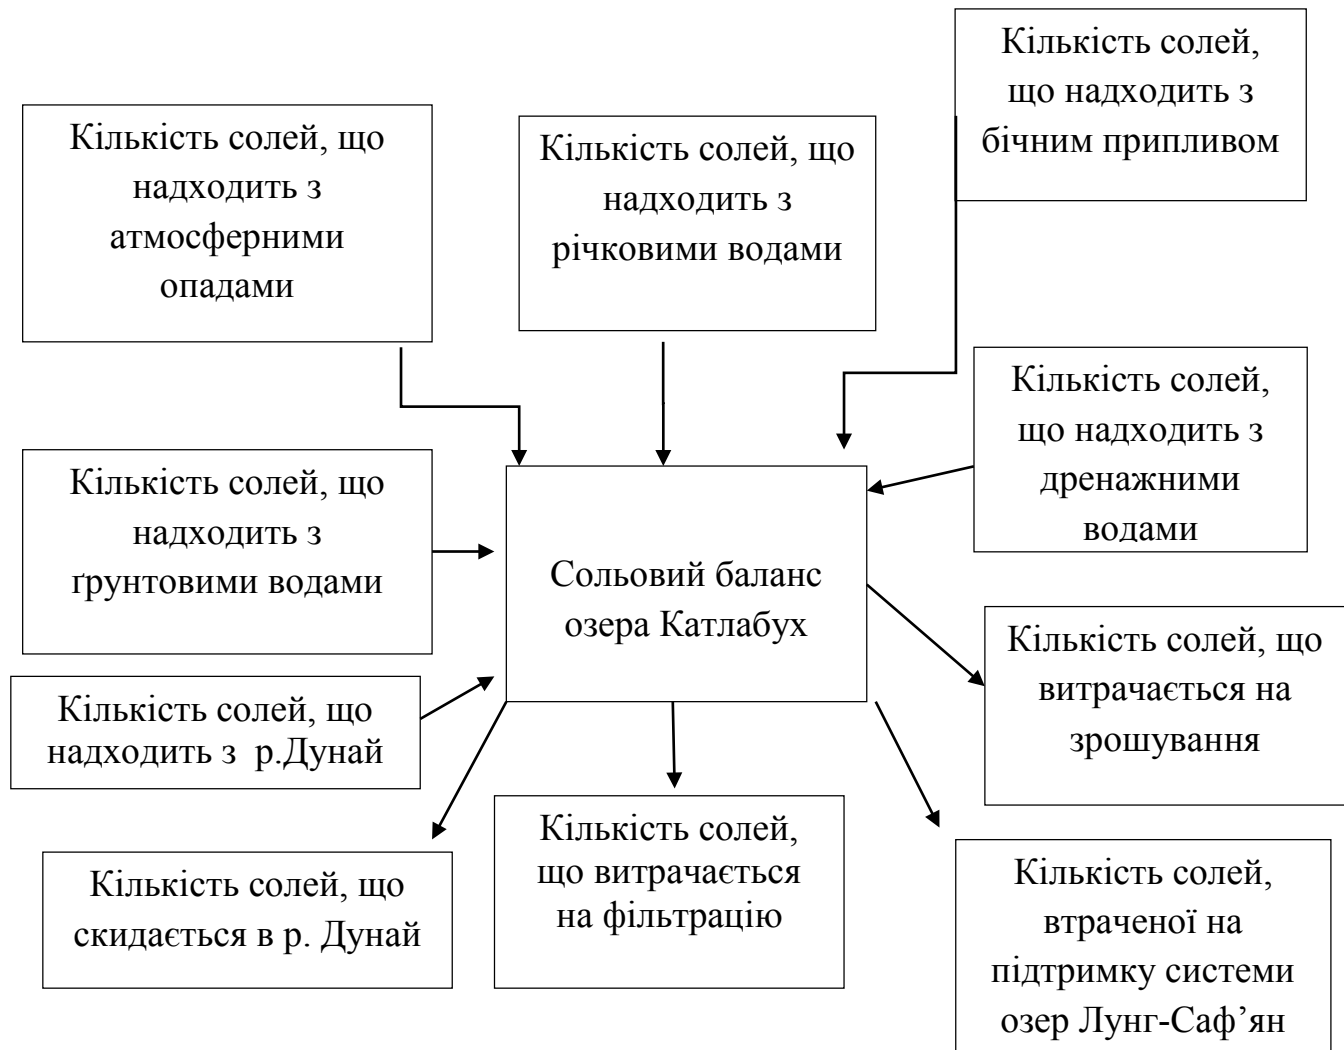 Кількість солей,
що надходить з
бічним припливом
Кількість солей, що
надходить з
атмосферними
опадами
Кількість солей, що
надходить з
річковими водами
Кількість солей,
що надходить з
дренажними
водами
Кількість солей, що
надходить з
ґрунтовими водами
Сольовий баланс
озера Катлабух
Кількість солей, що
витрачається на
зрошування
Кількість солей, що
надходить з р.Дунай
Кількість солей, що
скидається в р. Дунай
Кількість солей,
що витрачається
на фільтрацію
Кількість солей,
втраченої на
підтримку системи
озер Лунг-Саф’ян